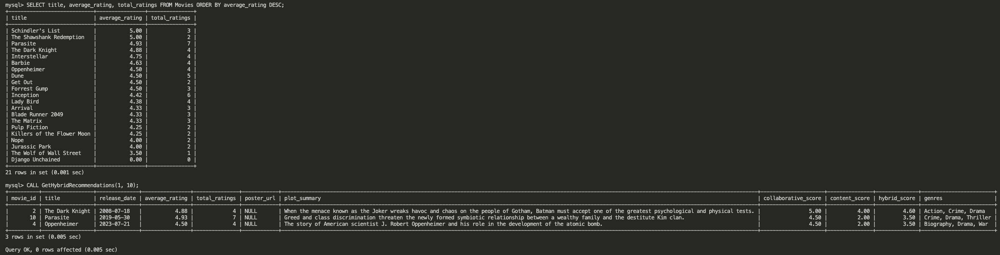 mysql> SELECT title, average_rating, total_ratings FROM Movies ORDER BY average_rating DESC;
| title | average_rating | total_ratings |
| Schindler's List | 5.00 | 3 |
| The Shawshank Redemption | 5.00 | 2 |
| Parasite | 4.93 | 7 |
| The Dark Knight | 4.88 | 4 |
| Interstellar | 4.75 | 4 |
| Barbie | 4.63 | 4 |
| Oppenheimer | 4.50 | 4 |
| Dune | 4.50 | 5 |
| Get Out | 4.50 | 2 |
| Forrest Gump | 4.50 | 3 |
| Inception | 4.42 | 6 |
| Lady Bird | 4.38 | 4 |
| Arrival | 4.33 | 3 |
| Blade Runner 2049 | 4.33 | 3 |
| The Matrix | 4.33 | 3 |
| Pulp Fiction | 4.25 | 2 |
| Killers of the Flower Moon | 4.25 | 2 |
| Nope | 4.00 | 2 |
| Jurassic Park | 4.00 | 2 |
| The Wolf of Wall Street | 3.50 | 1 |
| Django Unchained | 0.00 | 0 |
21 rows in set (0.001 sec)
mysql> CALL GetHybridRecommendations(1, 10);
| movie_id | title | release_date | average_rating | total_ratings | poster_url | plot_summary | collaborative_score | content_score | hybrid_score | genres |
| 2 | The Dark Knight | 2008-07-18 | 4.88 | 4 | NULL | When the menace known as the Joker wreaks havoc and chaos on the people of Gotham, Batman must accept one of the greatest psychological and physical tests. | 5.00 | 4.00 | 4.60 | Action, Crime, Drama |
| 10 | Parasite | 2019-05-30 | 4.93 | 7 | NULL | Greed and class discrimination threaten the newly formed symbiotic relationship between a wealthy family and the destitute Kim clan. | 4.50 | 2.00 | 3.50 | Crime, Drama, Thriller |
| 4 | Oppenheimer | 2023-07-21 | 4.50 | 4 | NULL | The story of American scientist J. Robert Oppenheimer and his role in the development of the atomic bomb. | 4.50 | 2.00 | 3.50 | Biography, Drama, War |
3 rows in set (0.005 sec)
Query OK, 0 rows affected (0.005 sec)